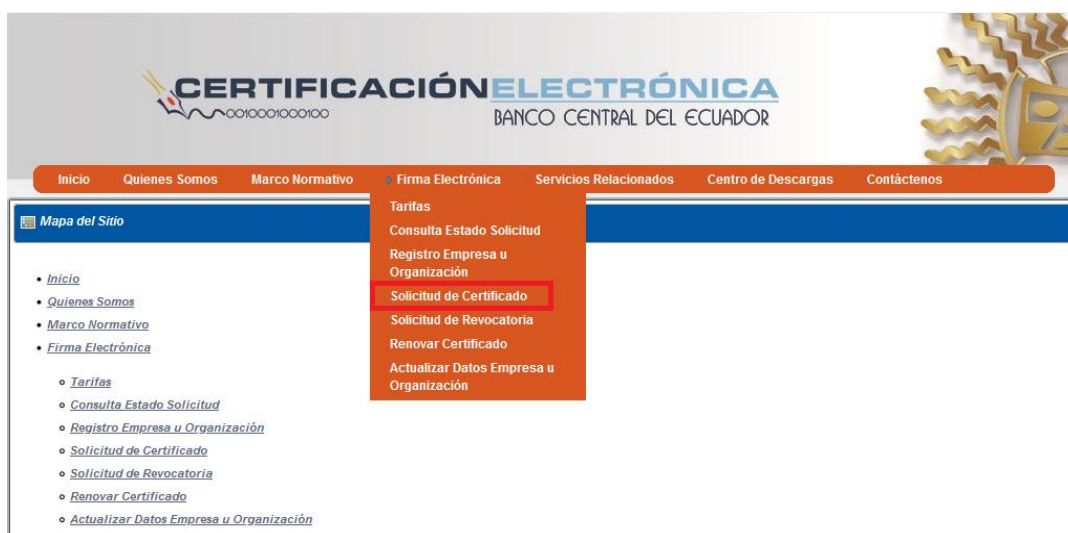 CERTIFICACIÓNELECTRÓNICA
0010001000100
BANCO CENTRAL DEL ECUADOR
Inicio Quienes Somos Marco Normativo Firma Electrónica Servicios Relacionados Centro de Descargas Contáctenos
Tarifas
Consulta Estado Solicitud
Registro Empresa u
Organización
Solicitud de Certificado
Solicitud de Revocatoria
Renovar Certificado
Actualizar Datos Empresa u
Organización
Mapa del Sitio
Inicio
Quienes Somos
Marco Normativo
Firma Electrónica
Tarifas
Consulta Estado Solicitud
Registro Empresa u Organización
Solicitud de Certificado
Solicitud de Revocatoria
Renovar Certificado
Actualizar Datos Empresa u Organización